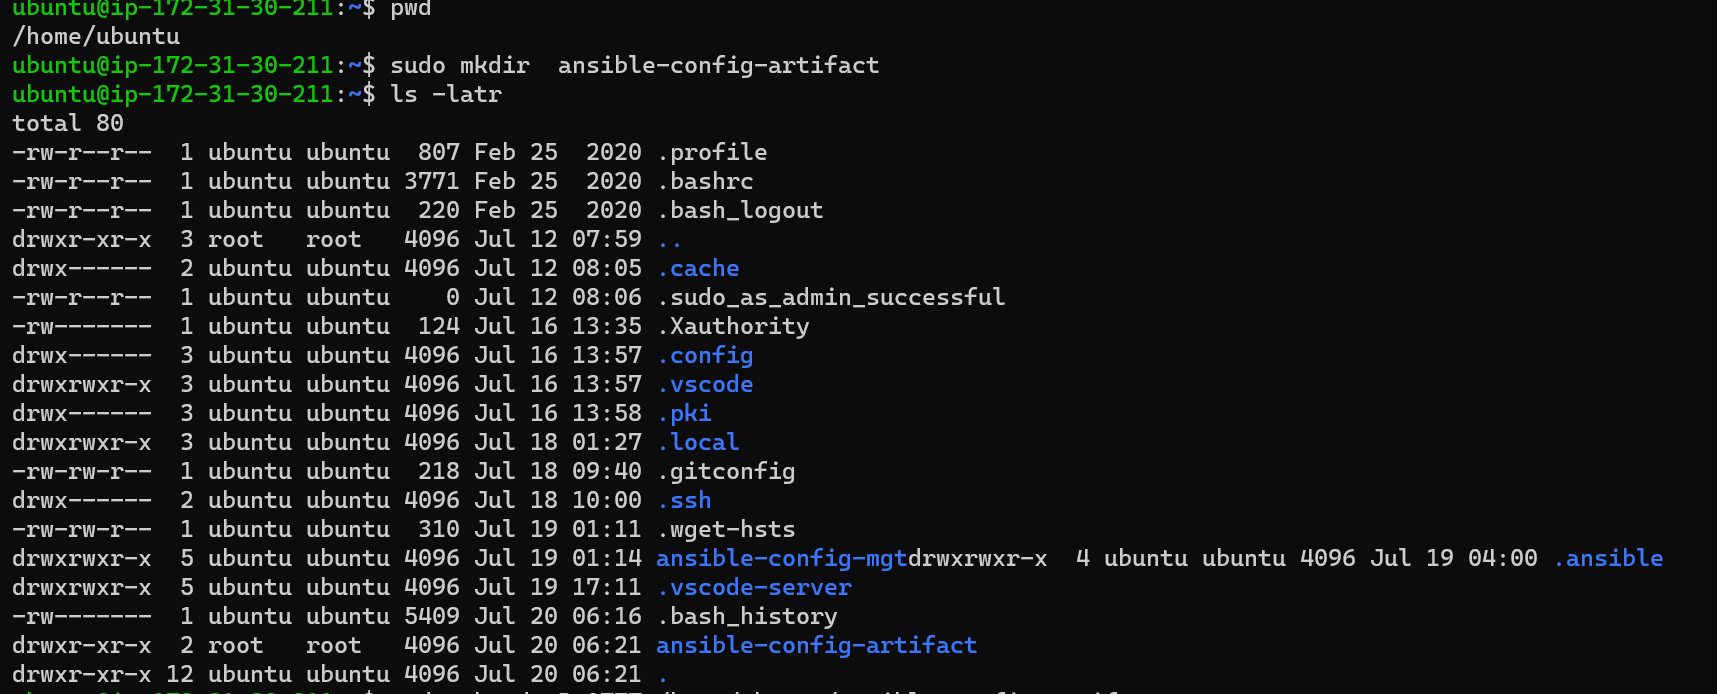 ubuntu@ip-172-31-30-211:~$ pwd
/home/ubuntu
ubuntu@ip-172-31-30-211:~$ sudo mkdir  ansible-config-artifact
ubuntu@ip-172-31-30-211:~$ ls -latr
total 80
-rw-r--r--  1 ubuntu ubuntu  807 Feb 25  2020 .profile
-rw-r--r--  1 ubuntu ubuntu 3771 Feb 25  2020 .bashrc
-rw-r--r--  1 ubuntu ubuntu  220 Feb 25  2020 .bash_logout
drwxr-xr-x  3 root   root   4096 Jul 12 07:59 ..
drwx------  2 ubuntu ubuntu 4096 Jul 12 08:05 .cache
-rw-r--r--  1 ubuntu ubuntu    0 Jul 12 08:06 .sudo_as_admin_successful
-rw-------  1 ubuntu ubuntu  124 Jul 16 13:35 .Xauthority
drwx------  3 ubuntu ubuntu 4096 Jul 16 13:57 .config
drwxrwxr-x  3 ubuntu ubuntu 4096 Jul 16 13:57 .vscode
drwx------  3 ubuntu ubuntu 4096 Jul 16 13:58 .pki
drwxrwxr-x  3 ubuntu ubuntu 4096 Jul 18 01:27 .local
-rw-rw-r--  1 ubuntu ubuntu  218 Jul 18 09:40 .gitconfig
drwx------  2 ubuntu ubuntu 4096 Jul 18 10:00 .ssh
-rw-rw-r--  1 ubuntu ubuntu  310 Jul 19 01:11 .wget-hsts
drwxrwxr-x  5 ubuntu ubuntu 4096 Jul 19 01:14 ansible-config-mgtdrwxrwxr-x  4 ubuntu ubuntu 4096 Jul 19 04:00 .ansible
drwxrwxr-x  5 ubuntu ubuntu 4096 Jul 19 17:11 .vscode-server
-rw-------  1 ubuntu ubuntu 5409 Jul 20 06:16 .bash_history
drwxr-xr-x  2 root   root   4096 Jul 20 06:21 ansible-config-artifact
drwxr-xr-x 12 ubuntu ubuntu 4096 Jul 20 06:21 .